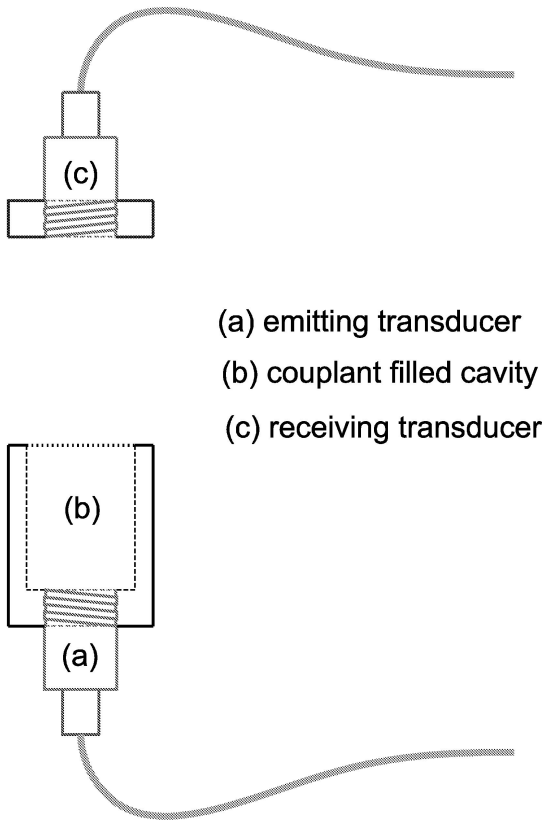 (c)
(a) emitting transducer
(b) couplant filled cavity
(c) receiving transducer
(b)
(a)